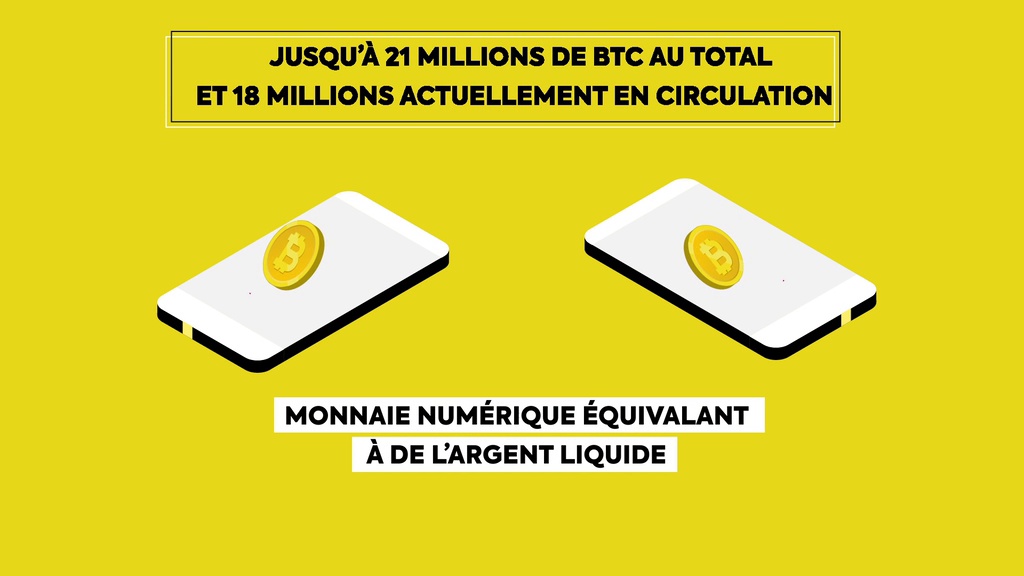 JUSQU'À 21 MILLIONS DE BTC AU TOTAL
ET 18 MILLIONS ACTUELLEMENT EN CIRCULATION
MONNAIE NUMÉRIQUE ÉQUIVALANT
À DE L'ARGENT LIQUIDE